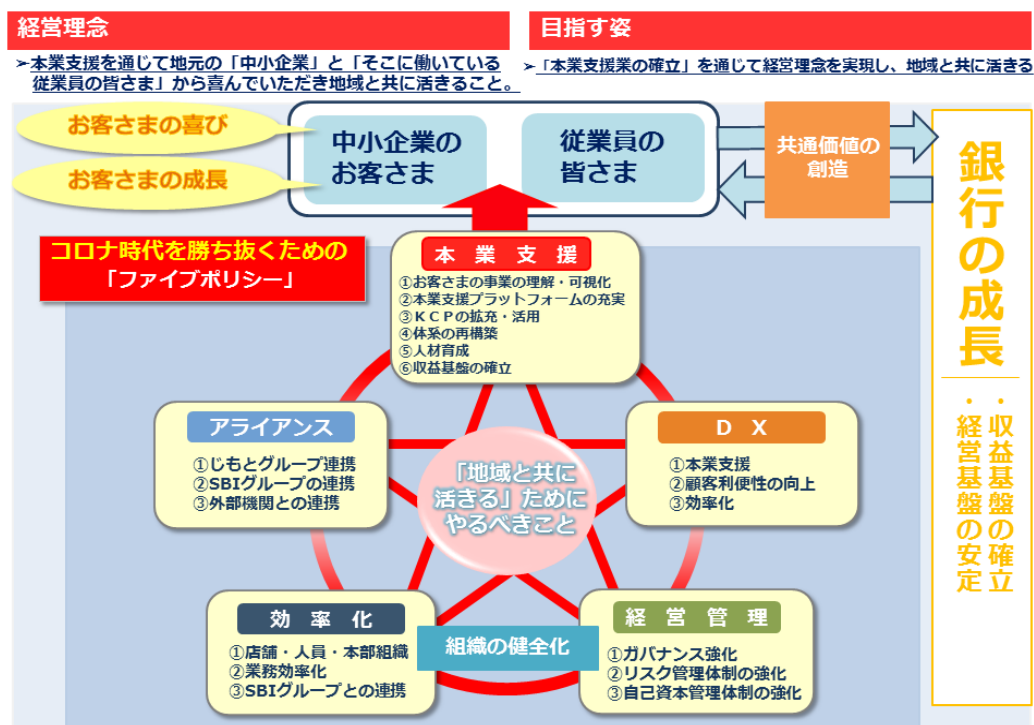 経営理念
➢本業支援を通じて地元の「中小企業」と「そこに働いている
従業員の皆さま」から喜んでいただき地域と共に活きること。
目指す姿
➢「本業支援業の確立」を通じて経営理念を実現し、地域と共に活きる
お客さまの喜び
お客さまの成長
中小企業の
お客さま
従業員の
皆さま
共通価値の
創造
銀行の成長
・収益基盤の確立
・経営基盤の安定
コロナ時代を勝ち抜くための
「ファイブポリシー」
本業支援
①お客さまの事業の理解・可視化
②本業支援プラットフォームの充実
③KCPの拡充・活用
④体系の再構築
⑤人材育成
⑥収益基盤の確立
アライアンス
①じもとグループ連携
②SBIグループの連携
③外部機関との連携
DX
①本業支援
②顧客利便性の向上
③効率化
「地域と共に
活きる」ために
やるべきこと
効率化
①店舗・人員・本部組織
②業務効率化
③SBIグループとの連携
組織の健全化
経営管理
①ガバナンス強化
②リスク管理体制の強化
③自己資本管理体制の強化